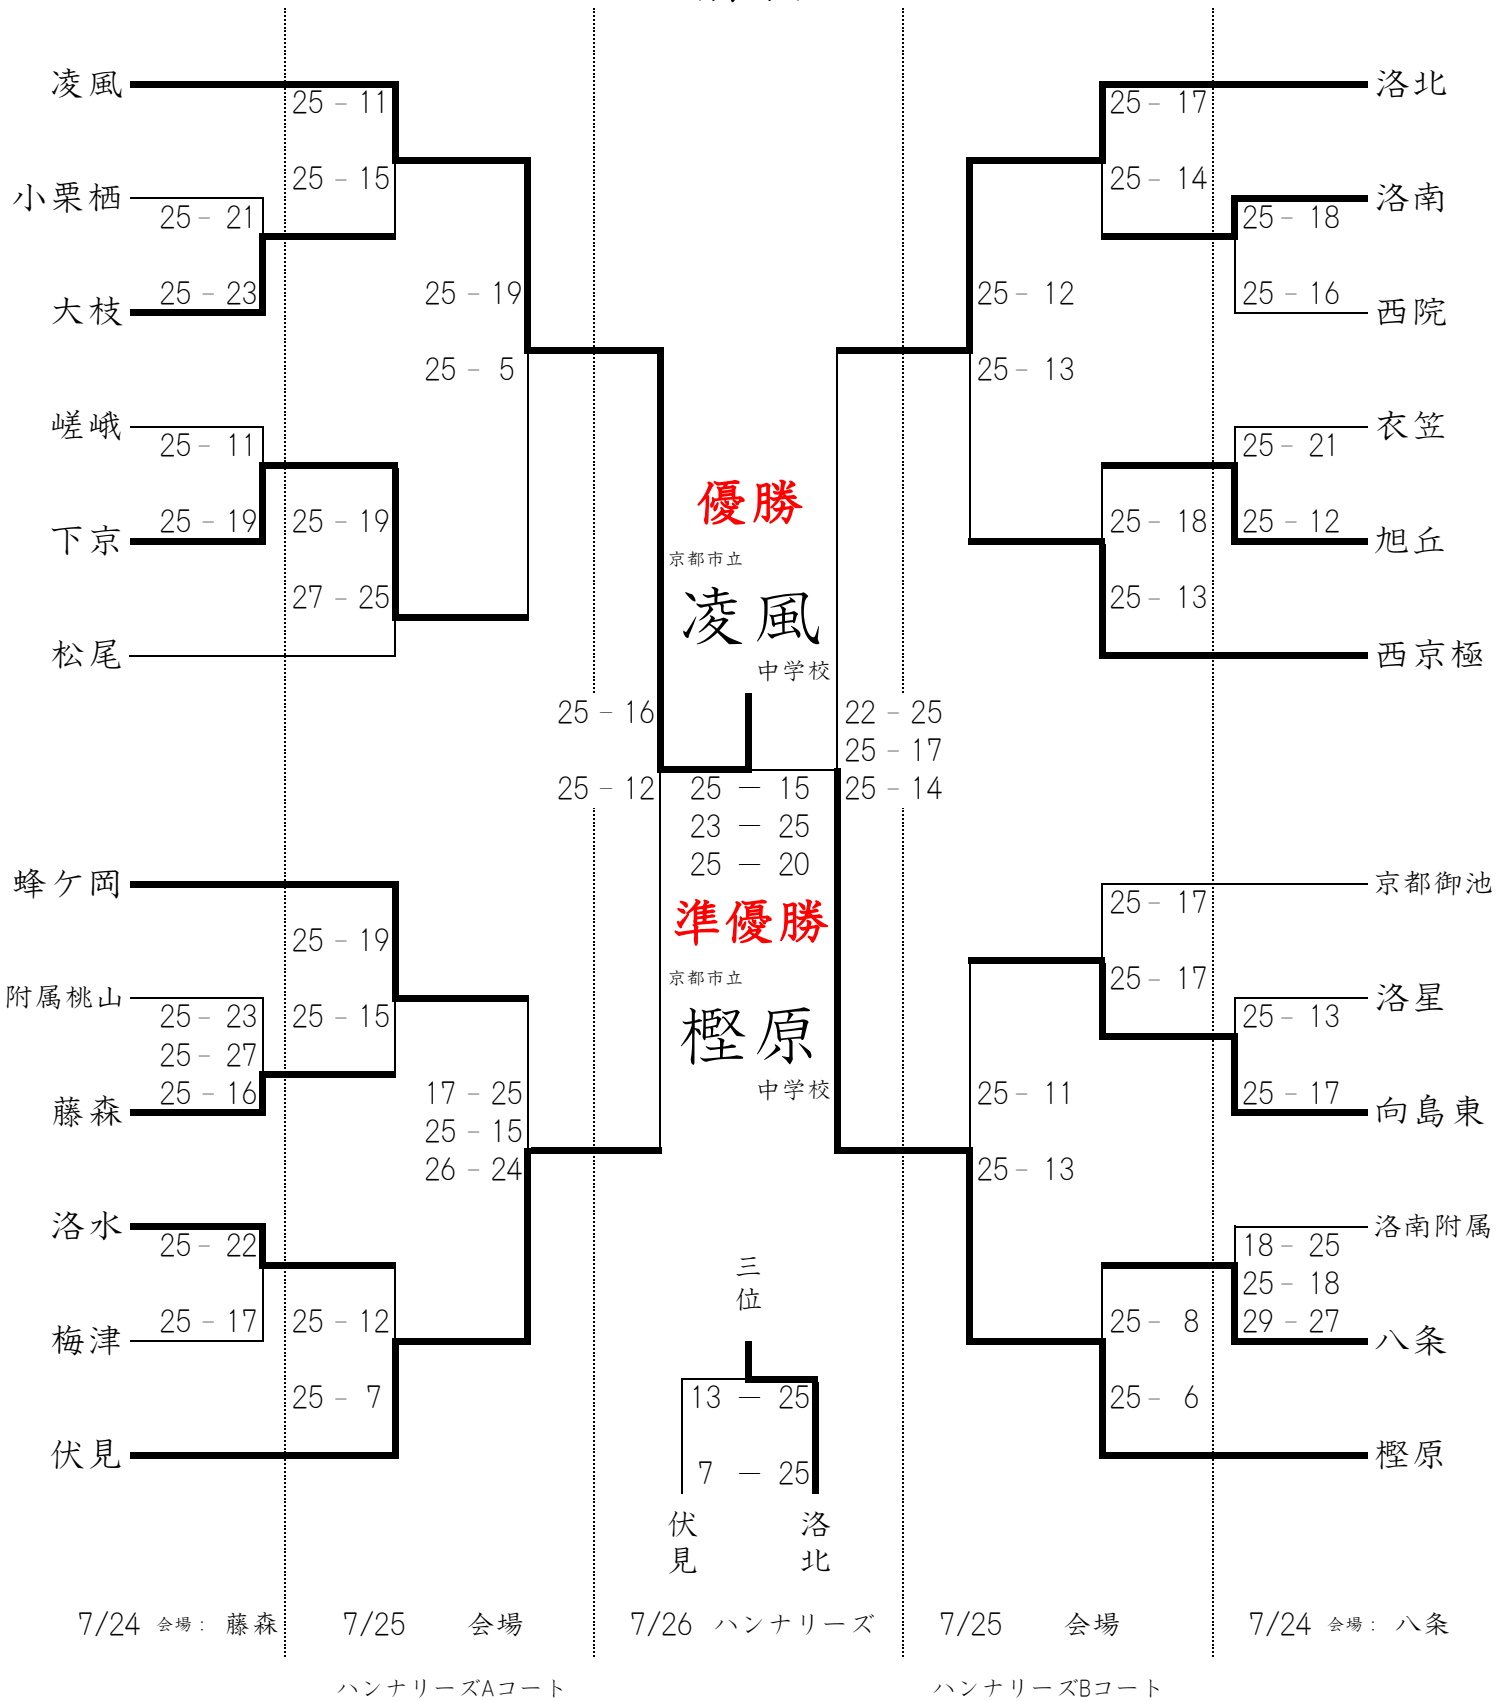 凌風
25 - 11
25 - 15
小栗栖
25 - 21
25 - 23
大枝
25 - 19
25 - 5
嵯峨
25 - 11
25 - 19
下京
25 - 19
27 - 25
松尾
25 - 16
25 - 12
蜂ケ岡
25 - 19
25 - 15
附属桃山
25 - 23
25 - 27
25 - 16
藤森
17 - 25
25 - 15
26 - 24
洛水
25 - 22
25 - 17
梅津
25 - 12
25 - 7
伏見
優勝
京都市立
凌風
中学校
25 － 15
23 － 25
25 － 20
準優勝
京都市立
樫原
中学校
三位
13 － 25
7 － 25
伏見
洛北
洛北
25 - 17
25 - 14
洛南
25 - 18
25 - 16
西院
25 - 12
25 - 13
衣笠
25 - 21
25 - 12
旭丘
25 - 18
25 - 13
西京極
22 - 25
25 - 17
25 - 14
京都御池
25 - 17
25 - 17
洛星
25 - 13
25 - 17
向島東
25 - 11
25 - 13
洛南附属
18 - 25
25 - 18
29 - 27
八条
25 - 8
25 - 6
樫原
7/24 会場： 藤森 7/25 会場 7/26 ハンナリーズ 7/25 会場 7/24 会場： 八条
ハンナリーズAコート ハンナリーズBコート